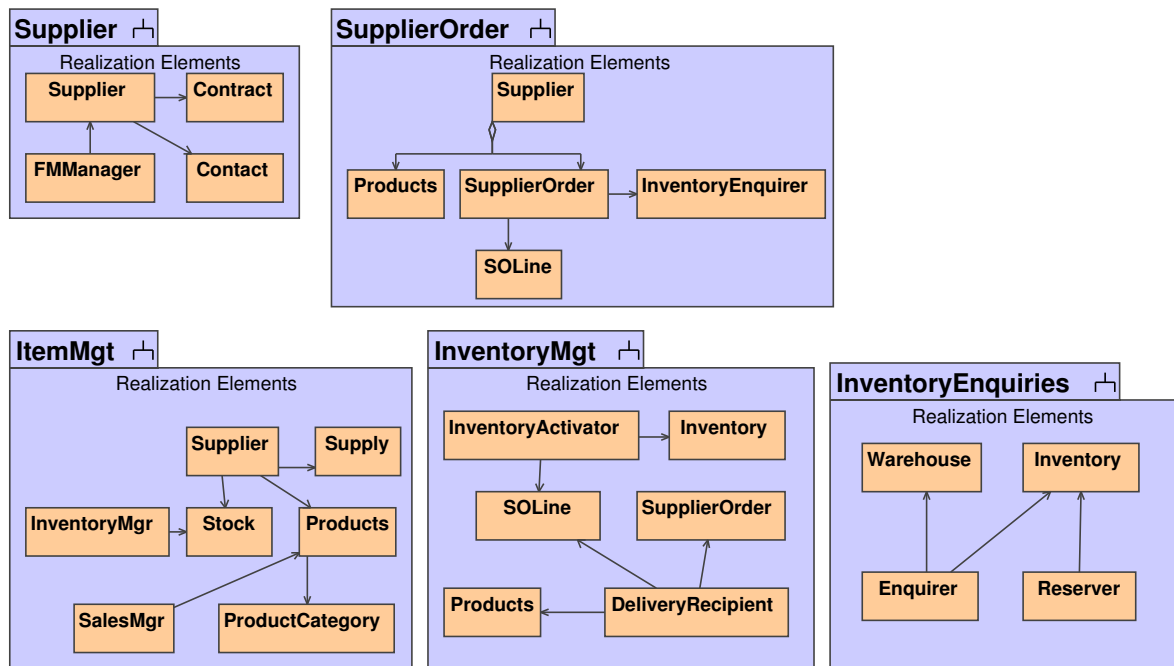 Supplier
Realization Elements
Supplier
Contract
FMManager
Contact
SupplierOrder
Realization Elements
Supplier
Products
SupplierOrder
InventoryEnquirer
SOLine
ItemMgt
Realization Elements
Supplier
Supply
InventoryMgr
Stock
Products
SalesMgr
ProductCategory
InventoryMgt
Realization Elements
InventoryActivator
Inventory
SOLine
SupplierOrder
Products
DeliveryRecipient
InventoryEnquiries
Realization Elements
Warehouse
Inventory
Enquirer
Reserver